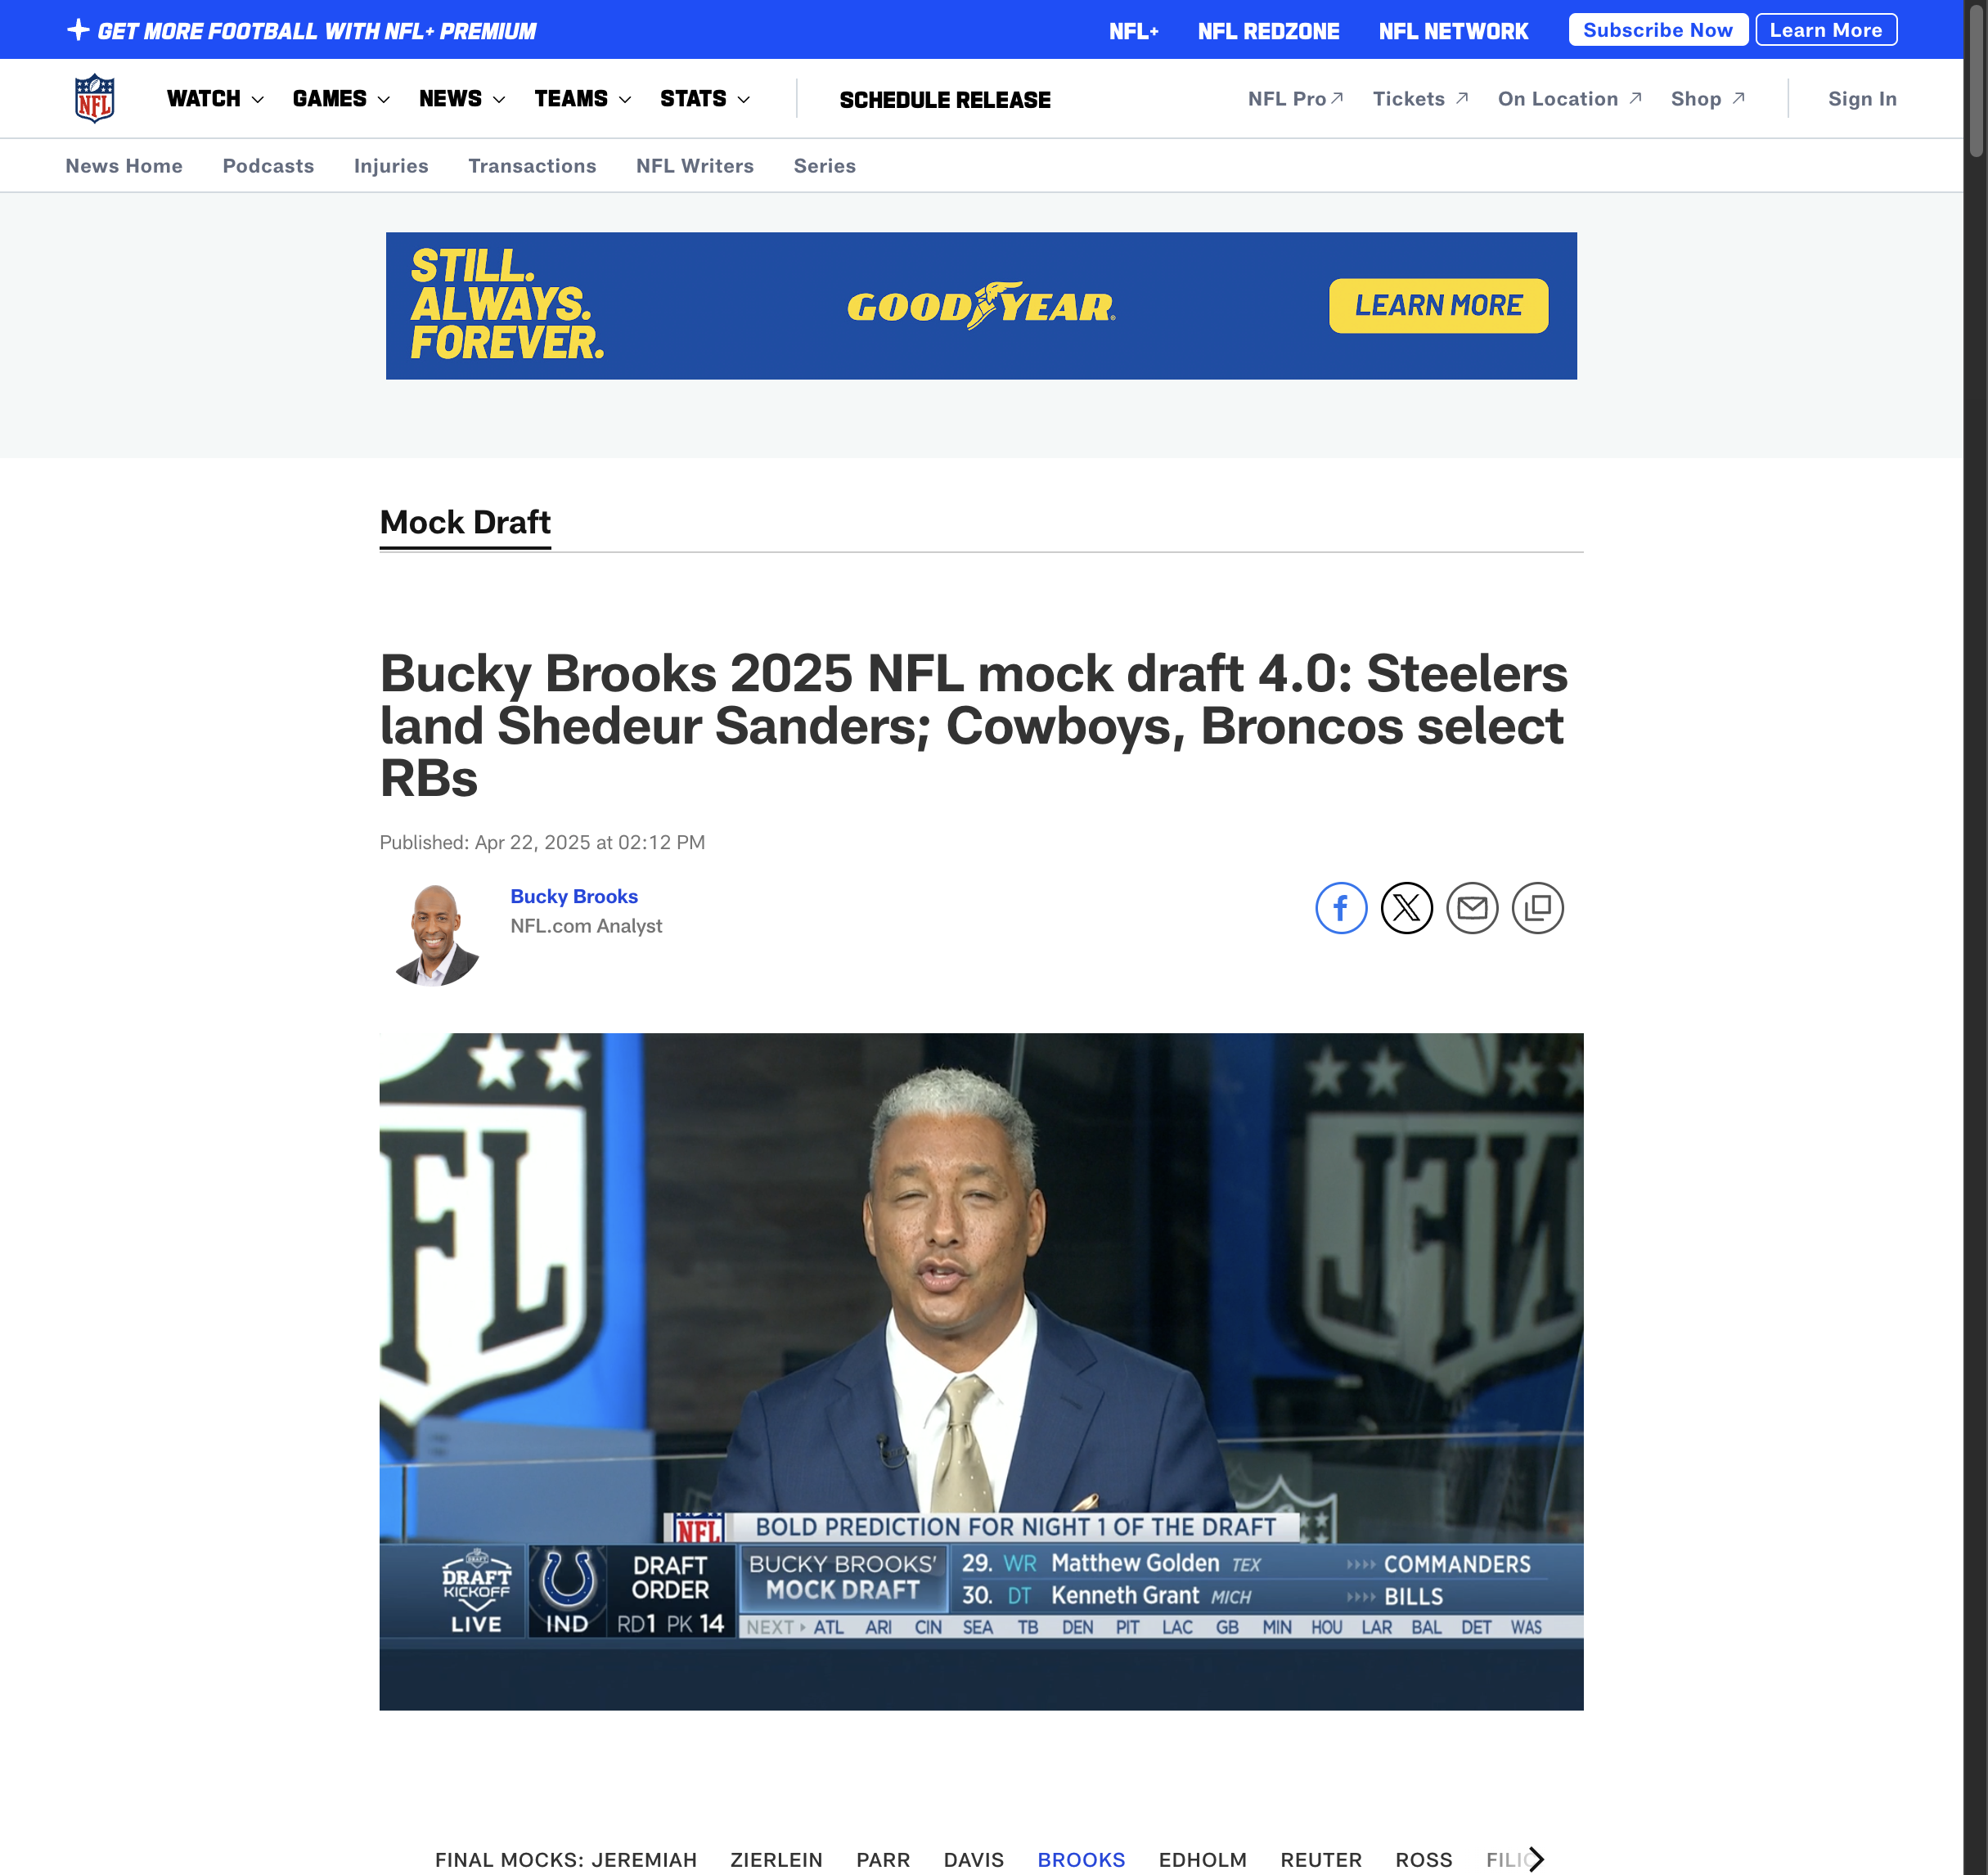 GET MORE FOOTBALL WITH NFL+ PREMIUM
NFL+ NFL REDZONE NFL NETWORK Subscribe Now Learn More
NFL WATCH GAMES NEWS TEAMS STATS SCHEDULE RELEASE NFL Pro Tickets On Location Shop Sign In
News Home Podcasts Injuries Transactions NFL Writers Series
STILL.
ALWAYS.
FOREVER.
GOODYEAR
LEARN MORE
Mock Draft
Bucky Brooks 2025 NFL mock draft 4.0: Steelers
land Shedeur Sanders; Cowboys, Broncos select
RBs
Published: Apr 22, 2025 at 02:12 PM
Bucky Brooks
NFL.com Analyst
NFL BOLD PREDICTION FOR NIGHT 1 OF THE DRAFT
DRAFT
KICKOFF
LIVE
IND
DRAFT
ORDER
RD1 PK 14
BUCKY BROOKS'
MOCK DRAFT
29. WR Matthew Golden TEX COMMANDERS
30. DT Kenneth Grant MICH BILLS
NEXT ATL ARI CIN SEA TB DEN PIT LAC GB MIN HOU LAR BAL DET WAS
FINAL MOCKS: JEREMIAH ZIERLEIN PARR DAVIS BROOKS EDHOLM REUTER ROSS